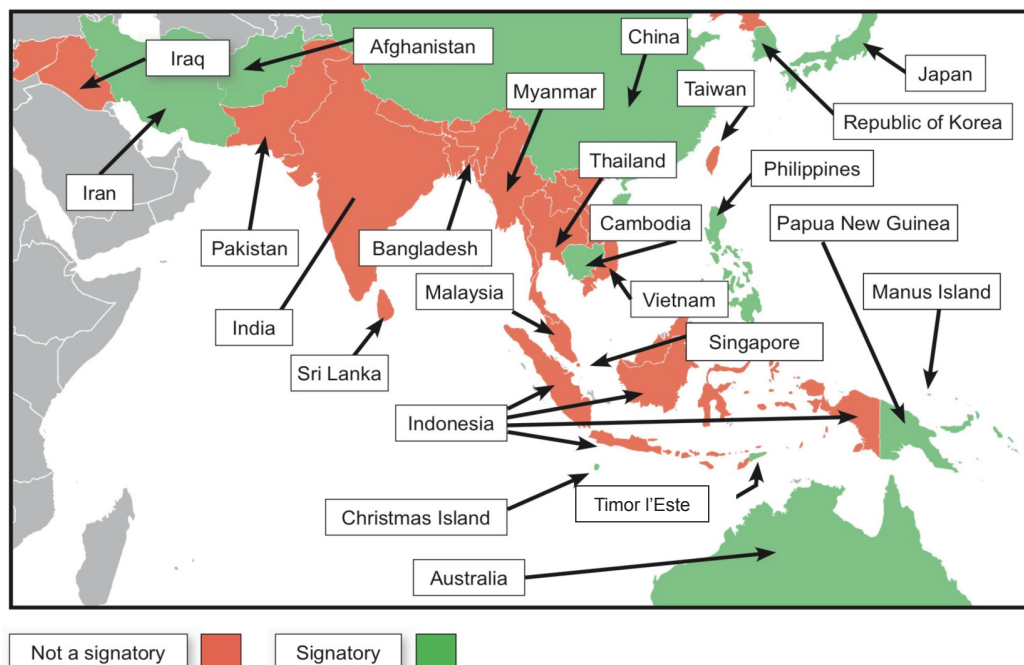 Iraq
Afghanistan
China
Japan
Myanmar
Taiwan
Republic of Korea
Thailand
Philippines
Iran
Cambodia
Papua New Guinea
Pakistan
Bangladesh
Malaysia
Vietnam
Manus Island
India
Singapore
Sri Lanka
Indonesia
Christmas Island
Timor l’Este
Australia
Not a signatory
Signatory